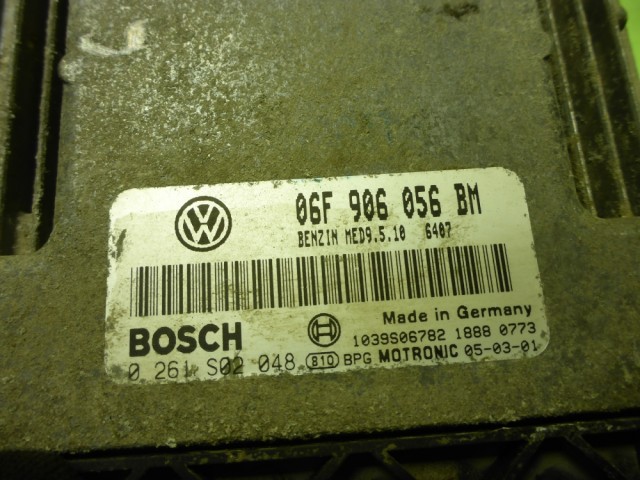 06F 906 056 BM
BENZIN MED9.5.10 6407
Made in Germany
BOSCH
1039S06782 1888 0773
0 261 S02 048 B10 BPG MOTRONIC 05-03-01